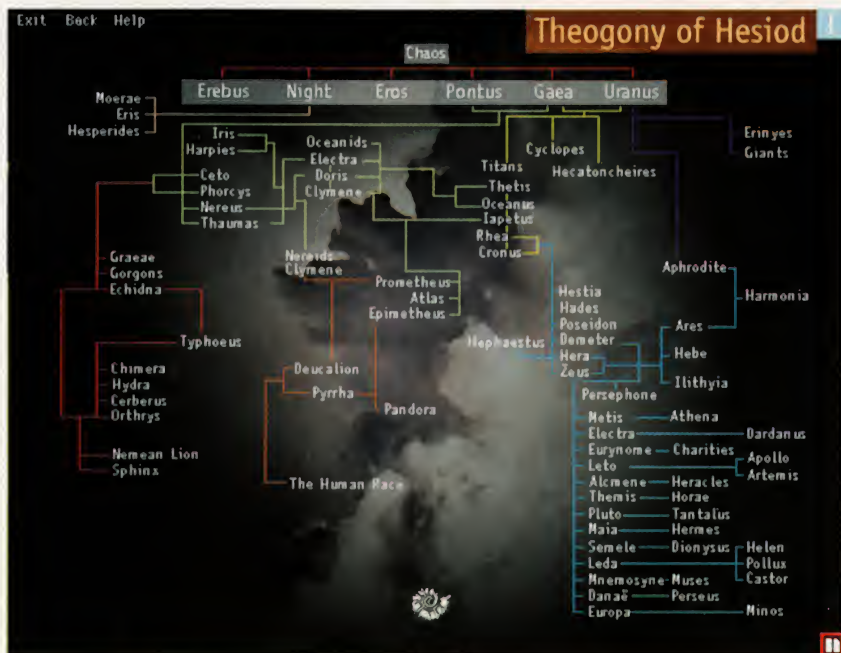 Exit Back Help
Theogony of Hesiod
Chaos
Erebus Night Eros Pontus Gaea Uranus
Moerae
Eris
Hesperides
Iris
Harpies
Ceto
Phorcys
Nereus
Thaumas
Oceanids
Electra
Doris
Clymene
Titans
Cyclopes
Hecatoncheires
Erinyes
Giants
Thetis
Oceanus
Iapetus
Rhea
Cronus
Graeae
Gorgons
Echidna
Nereids
Clymene
Prometheus
Atlas
Epimetheus
Aphrodite
Harmonia
Typhoeus
Hephaestus
Hestia
Hades
Poseidon
Demeter
Hera
Zeus
Persephone
Ares
Hebe
Ilithyia
Chimera
Hydra
Cerberus
Orthrys
Nemean Lion
Sphinx
Deucalion
Pyrrha
Pandora
The Human Race
Metis Athena
Electra Dardanus
Eurynome Charities
Leto Apollo
Artemis
Alcmene Heracles
Themis Horae
Pluto Tantalus
Maia Hermes
Semele Dionysus Helen
Leda Pollux
Mnemosyne Muses Castor
Danaë Perseus
Europa Minos